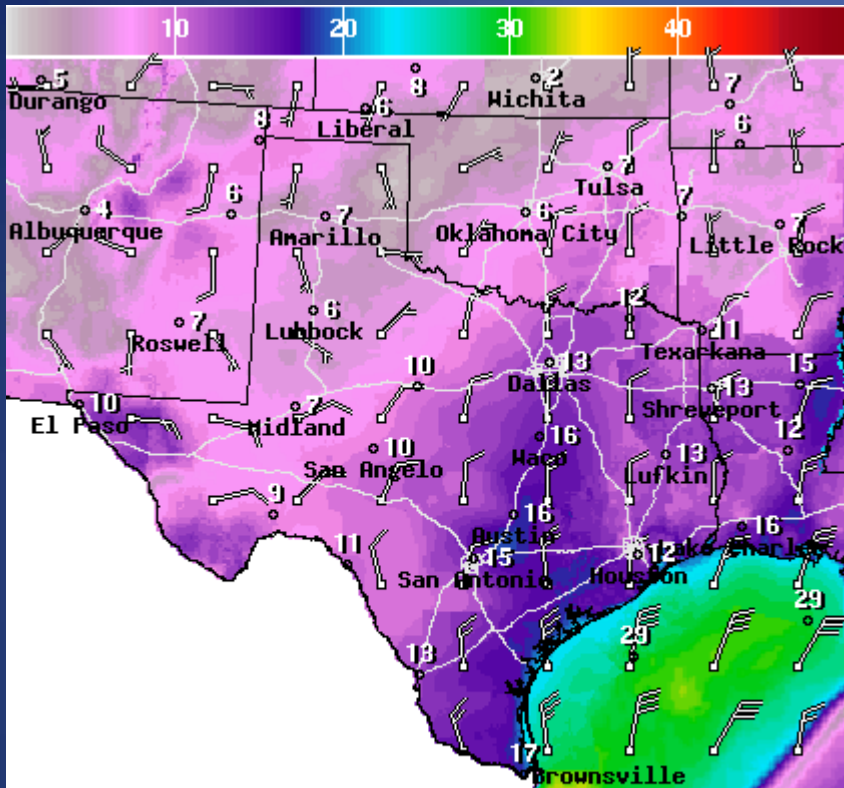 10 20 30 40
5 8 2
Durango Wichita 7
6
Liberal
8 6
7
Tulsa
4 6 7 6 7 7
Albuquerque Amarillo Oklahoma City Little Rock
7 6 12
Roswell Lubbock 11
Texarkana
13 15
10 Dallas
10 7 13
El Paso Midland Shreveport
16 12
10 Waco 13
San Angelo Lufkin
9 16 16
Austin
11 15 12 Lake Charles
San Antonio Houston
29
29
13
17
Brownsville